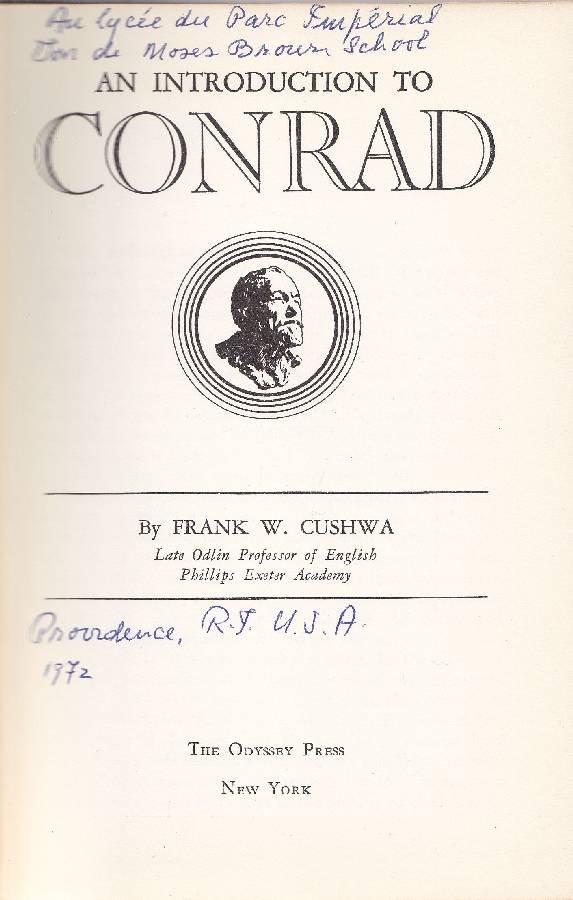 Au lycée du Parc Impérial
Don de Moses Brown School
AN INTRODUCTION TO
CONRAD
By FRANK W. CUSHWA
Late Odlin Professor of English
Phillips Exeter Academy
Providence, R.I. U.S.A.
1972
THE ODYSSEY PRESS
NEW YORK